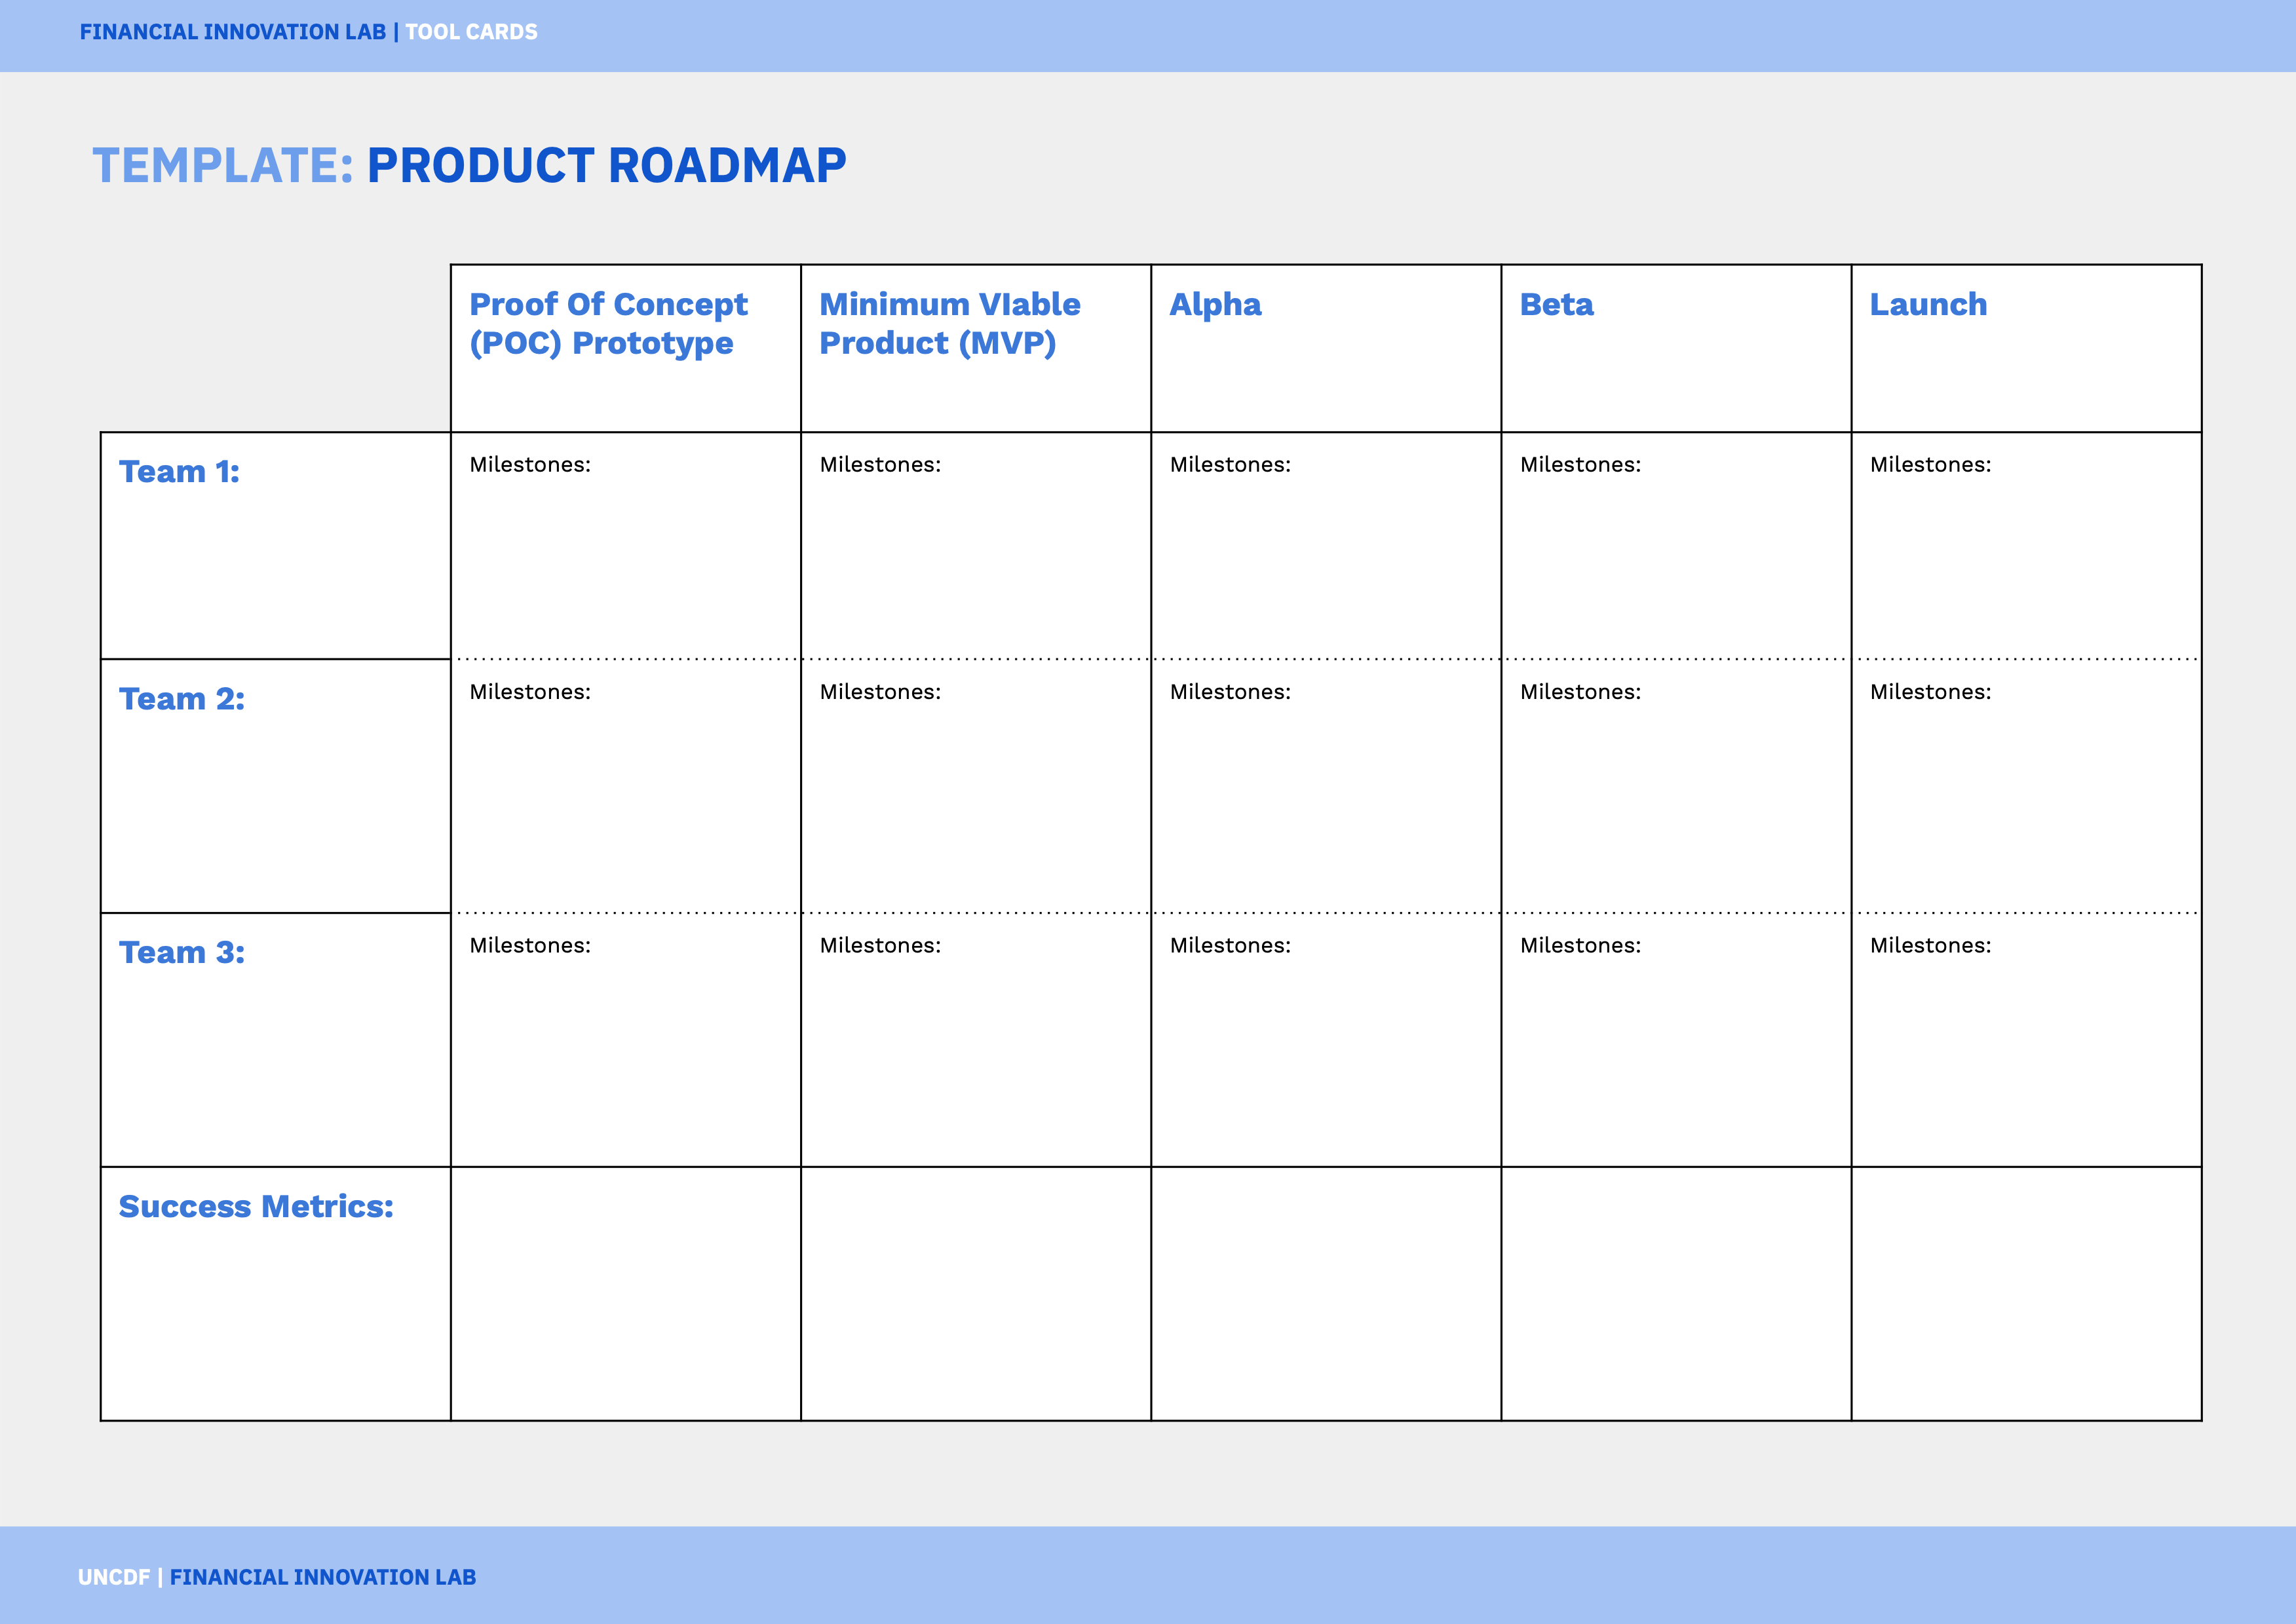 FINANCIAL INNOVATION LAB | TOOL CARDS
TEMPLATE: PRODUCT ROADMAP
Proof Of Concept
(POC) Prototype
Minimum VIable
Product (MVP)
Alpha
Beta
Launch
Team 1:
Milestones:
Milestones:
Milestones:
Milestones:
Milestones:
Team 2:
Milestones:
Milestones:
Milestones:
Milestones:
Milestones:
Team 3:
Milestones:
Milestones:
Milestones:
Milestones:
Milestones:
Success Metrics:
UNCDF | FINANCIAL INNOVATION LAB